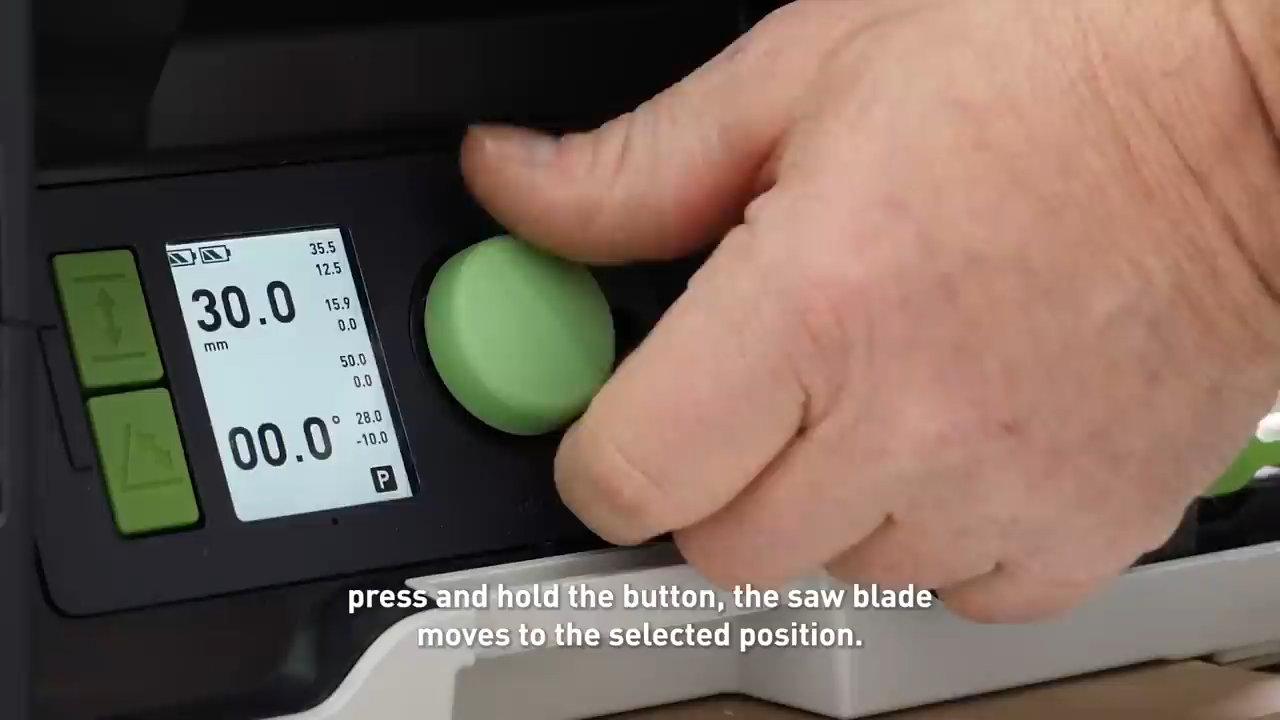 35.5
12.5
30.0
mm
15.9
0.0
50.0
0.0
00.0°
28.0
-10.0
P
press and hold the button, the saw blade
moves to the selected position.